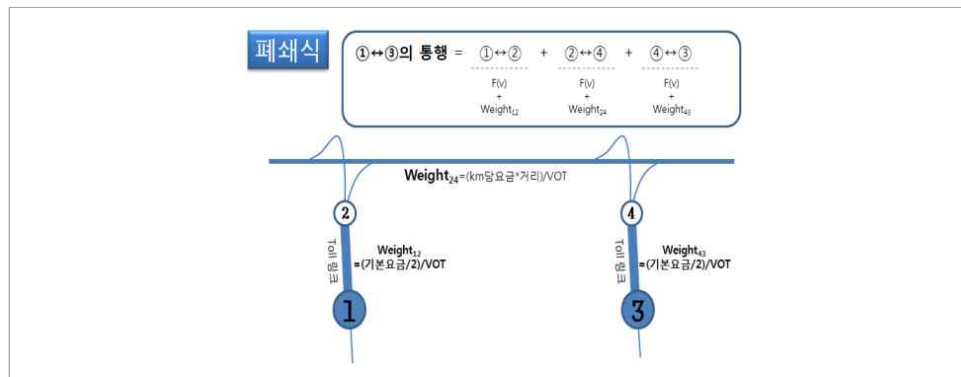 폐쇄식
①↔③의 통행 = ①↔② + ②↔④ + ④↔③
F(v) F(v) F(v)
+ + +
Weight₁₂ Weight₂₄ Weight₄₃
Weight₂₄=(km당요금*거리)/VOT
2 4
Toll 링크
Weight₁₂
=(기본요금/2)/VOT
Toll 링크
Weight₄₃
=(기본요금/2)/VOT
1 3